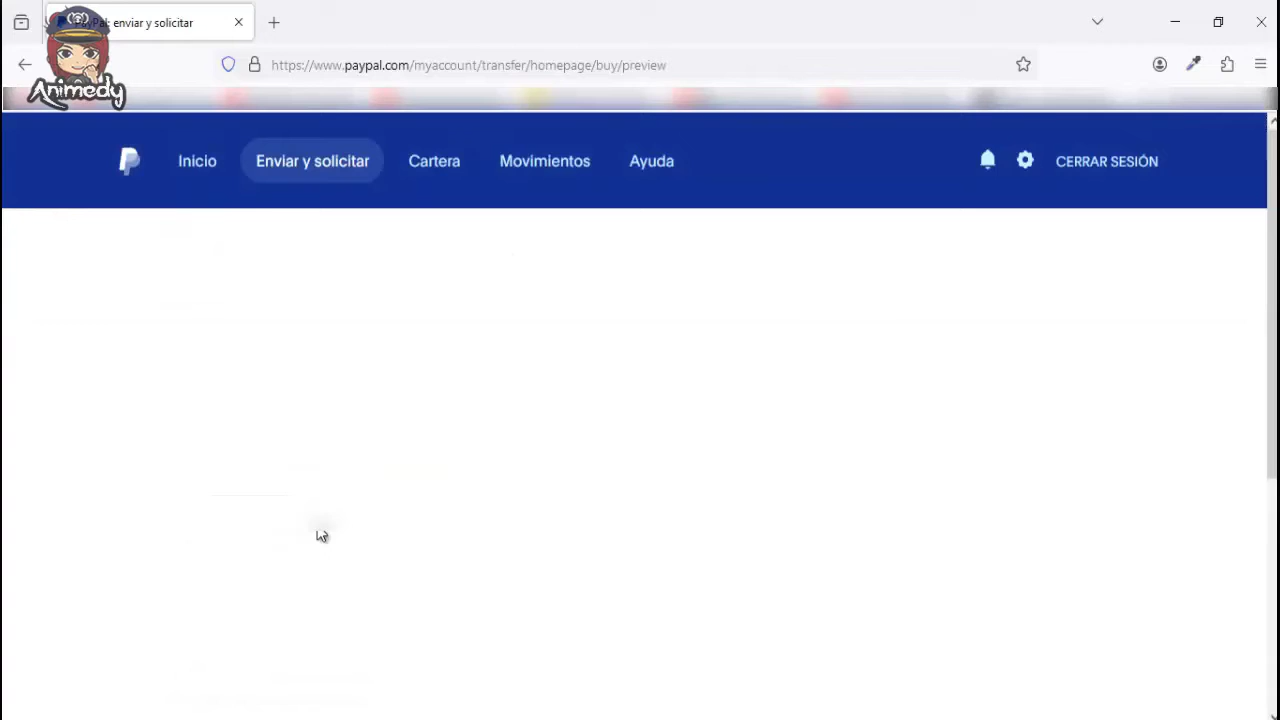 PayPal: enviar y solicitar
https://www.paypal.com/myaccount/transfer/homepage/buy/preview
Animedy
Inicio
Enviar y solicitar
Cartera
Movimientos
Ayuda
CERRAR SESIÓN